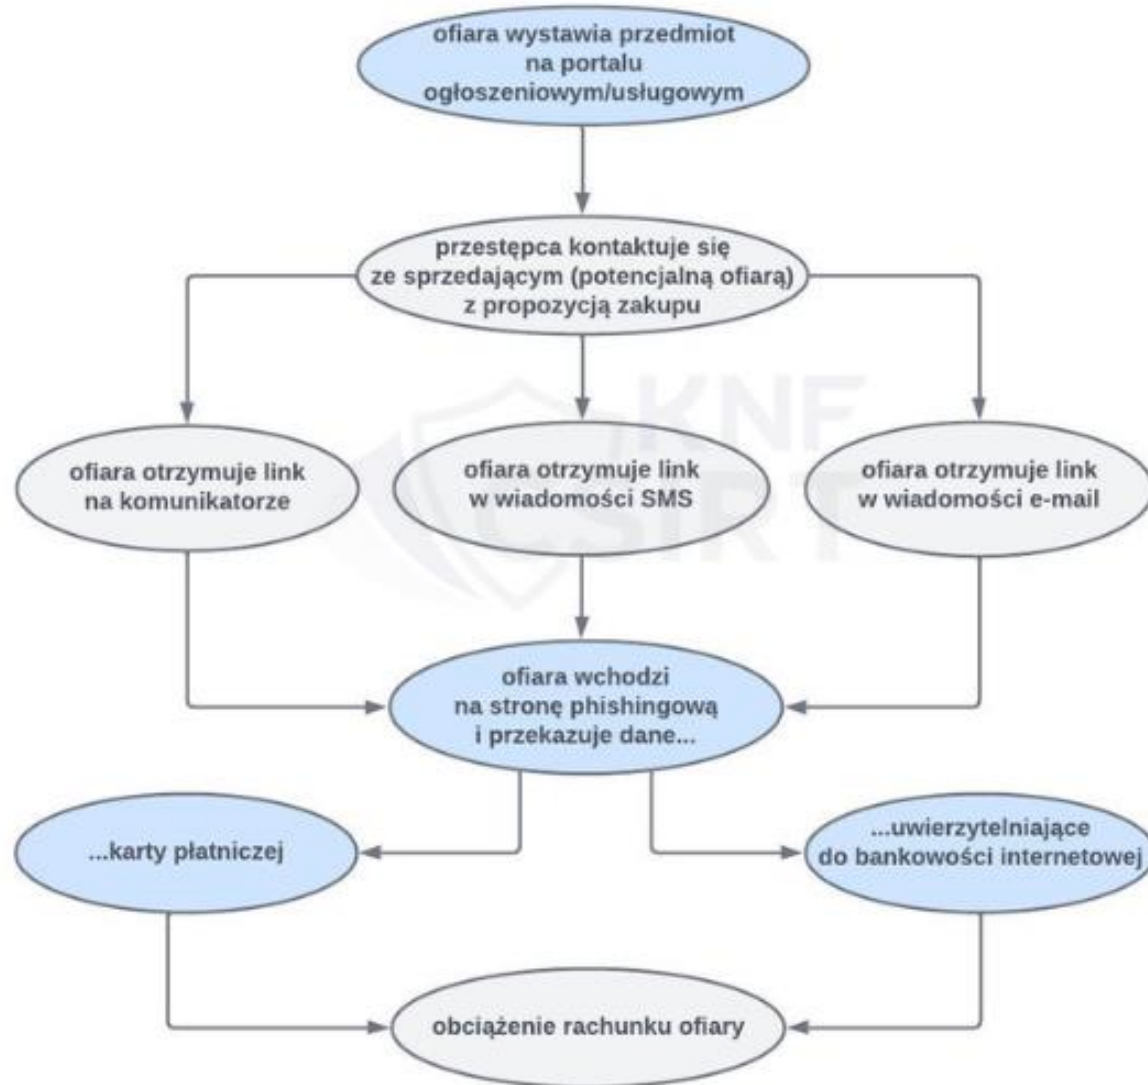 ofiara wystawia przedmiot
na portalu
ogłoszeniowym/usługowym
przestępca kontaktuje się
ze sprzedającym (potencjalną ofiarą)
z propozycją zakupu
KNF
CSIRT
ofiara otrzymuje link
na komunikatorze
ofiara otrzymuje link
w wiadomości SMS
ofiara otrzymuje link
w wiadomości e-mail
ofiara wchodzi
na stronę phishingową
i przekazuje dane...
...karty płatniczej
...uwierzytelniające
do bankowości internetowej
obciążenie rachunku ofiary